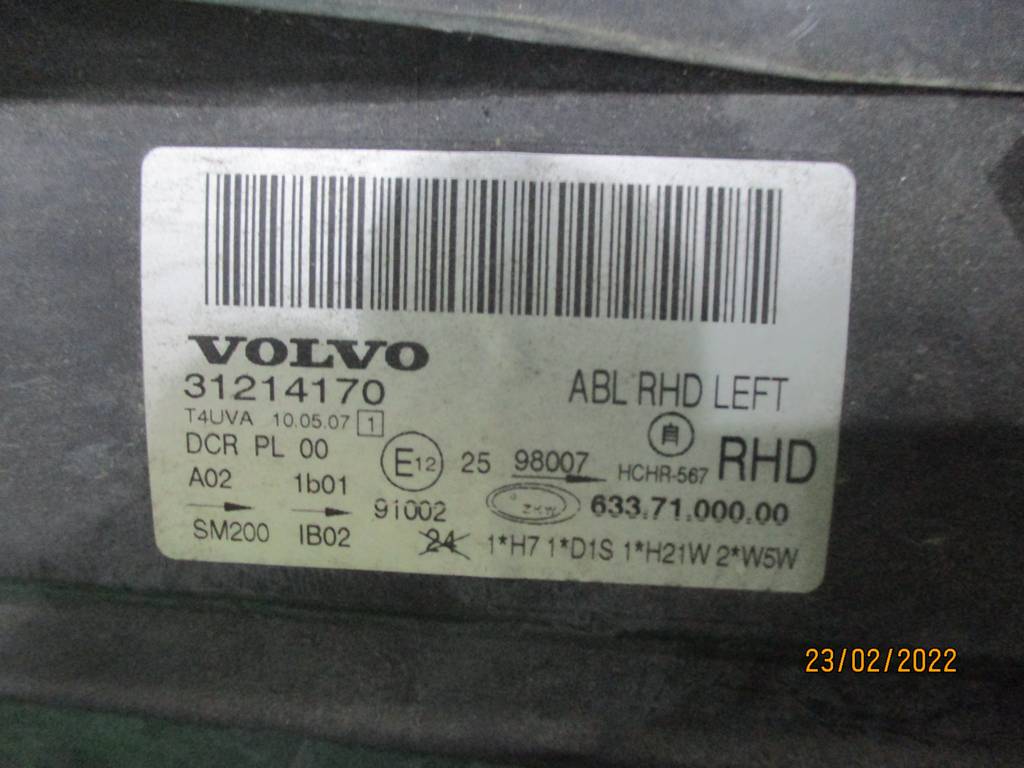 VOLVO
31214170
ABL RHD LEFT
T4UVA 10.05.07 1
DCR PL 00
E12 25 98007
自
HCHR-567 RHD
A02 1b01
91002
ZKW 633.71.000.00
SM200 IB02
24 1*H7 1*D1S 1*H21W 2*W5W
23/02/2022